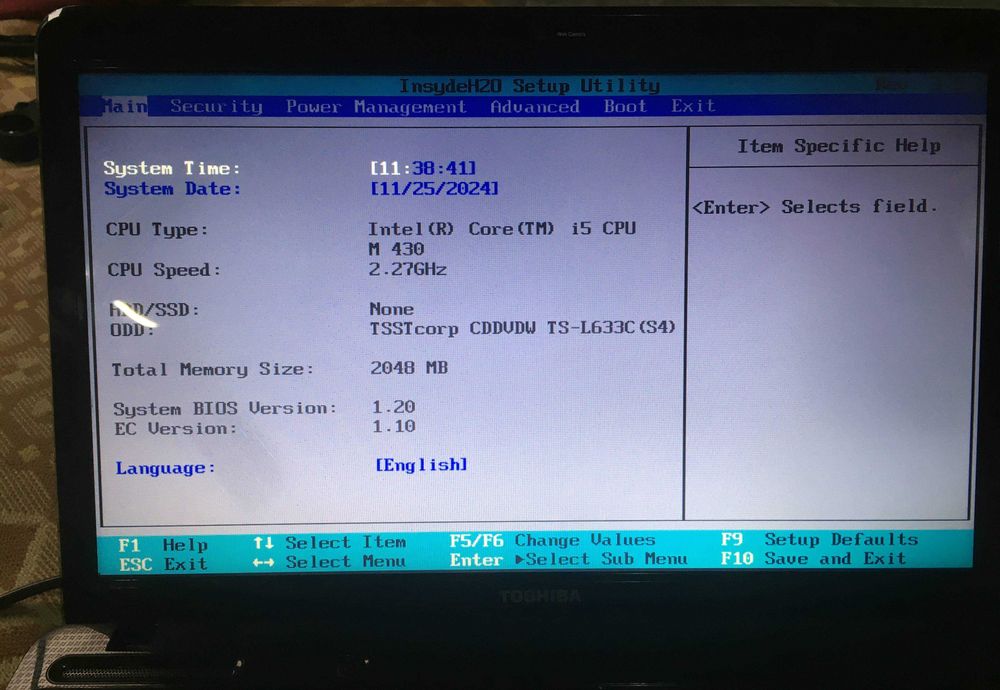 InsydeH2O Setup Utility
Main Security Power Management Advanced Boot Exit
Item Specific Help
System Time: [11:38:41]
System Date: [11/25/2024]
<Enter> Selects field.
CPU Type: Intel(R) Core(TM) i5 CPU
M 430
CPU Speed: 2.27GHz
HDD/SSD: None
ODD: TSSTcorp CDDVDW TS-L633C(S4)
Total Memory Size: 2048 MB
System BIOS Version: 1.20
EC Version: 1.10
Language: [English]
F1 Help ↑↓ Select Item F5/F6 Change Values F9 Setup Defaults
ESC Exit ←→ Select Menu Enter ►Select Sub Menu F10 Save and Exit
TOSHIBA